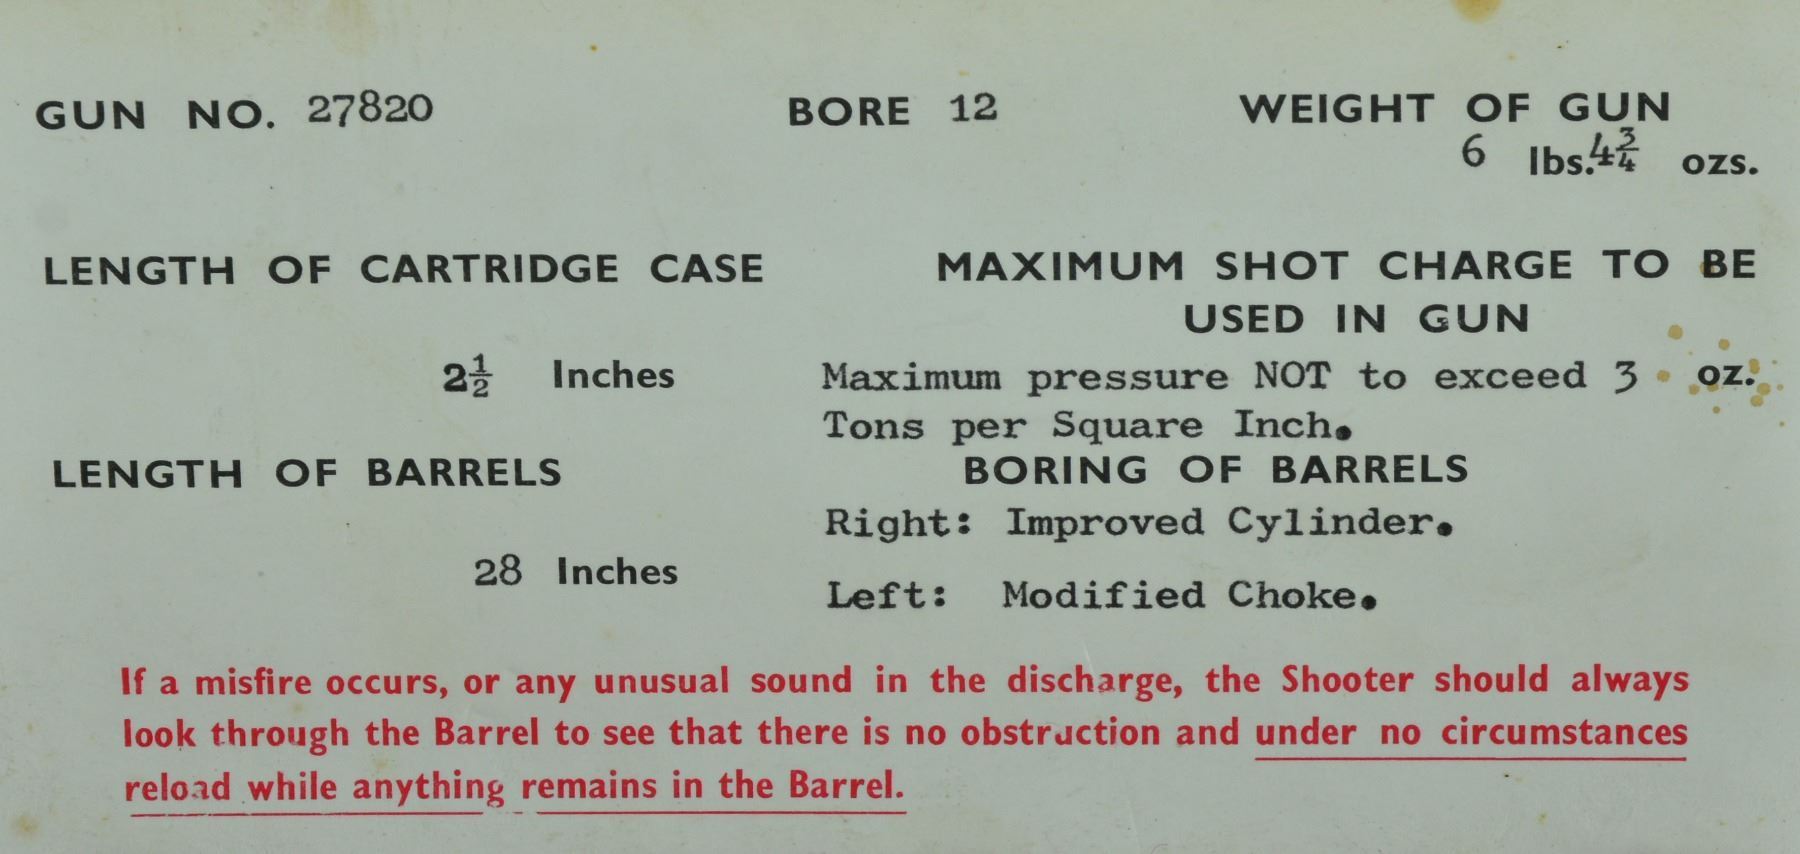 GUN NO. 27820 BORE 12 WEIGHT OF GUN
6 lbs. 4¾ ozs.
LENGTH OF CARTRIDGE CASE
2½ Inches
MAXIMUM SHOT CHARGE TO BE
USED IN GUN
Maximum pressure NOT to exceed 3 oz.
Tons per Square Inch.
LENGTH OF BARRELS
28 Inches
BORING OF BARRELS
Right: Improved Cylinder.
Left: Modified Choke.
If a misfire occurs, or any unusual sound in the discharge, the Shooter should always
look through the Barrel to see that there is no obstruction and under no circumstances
reload while anything remains in the Barrel.